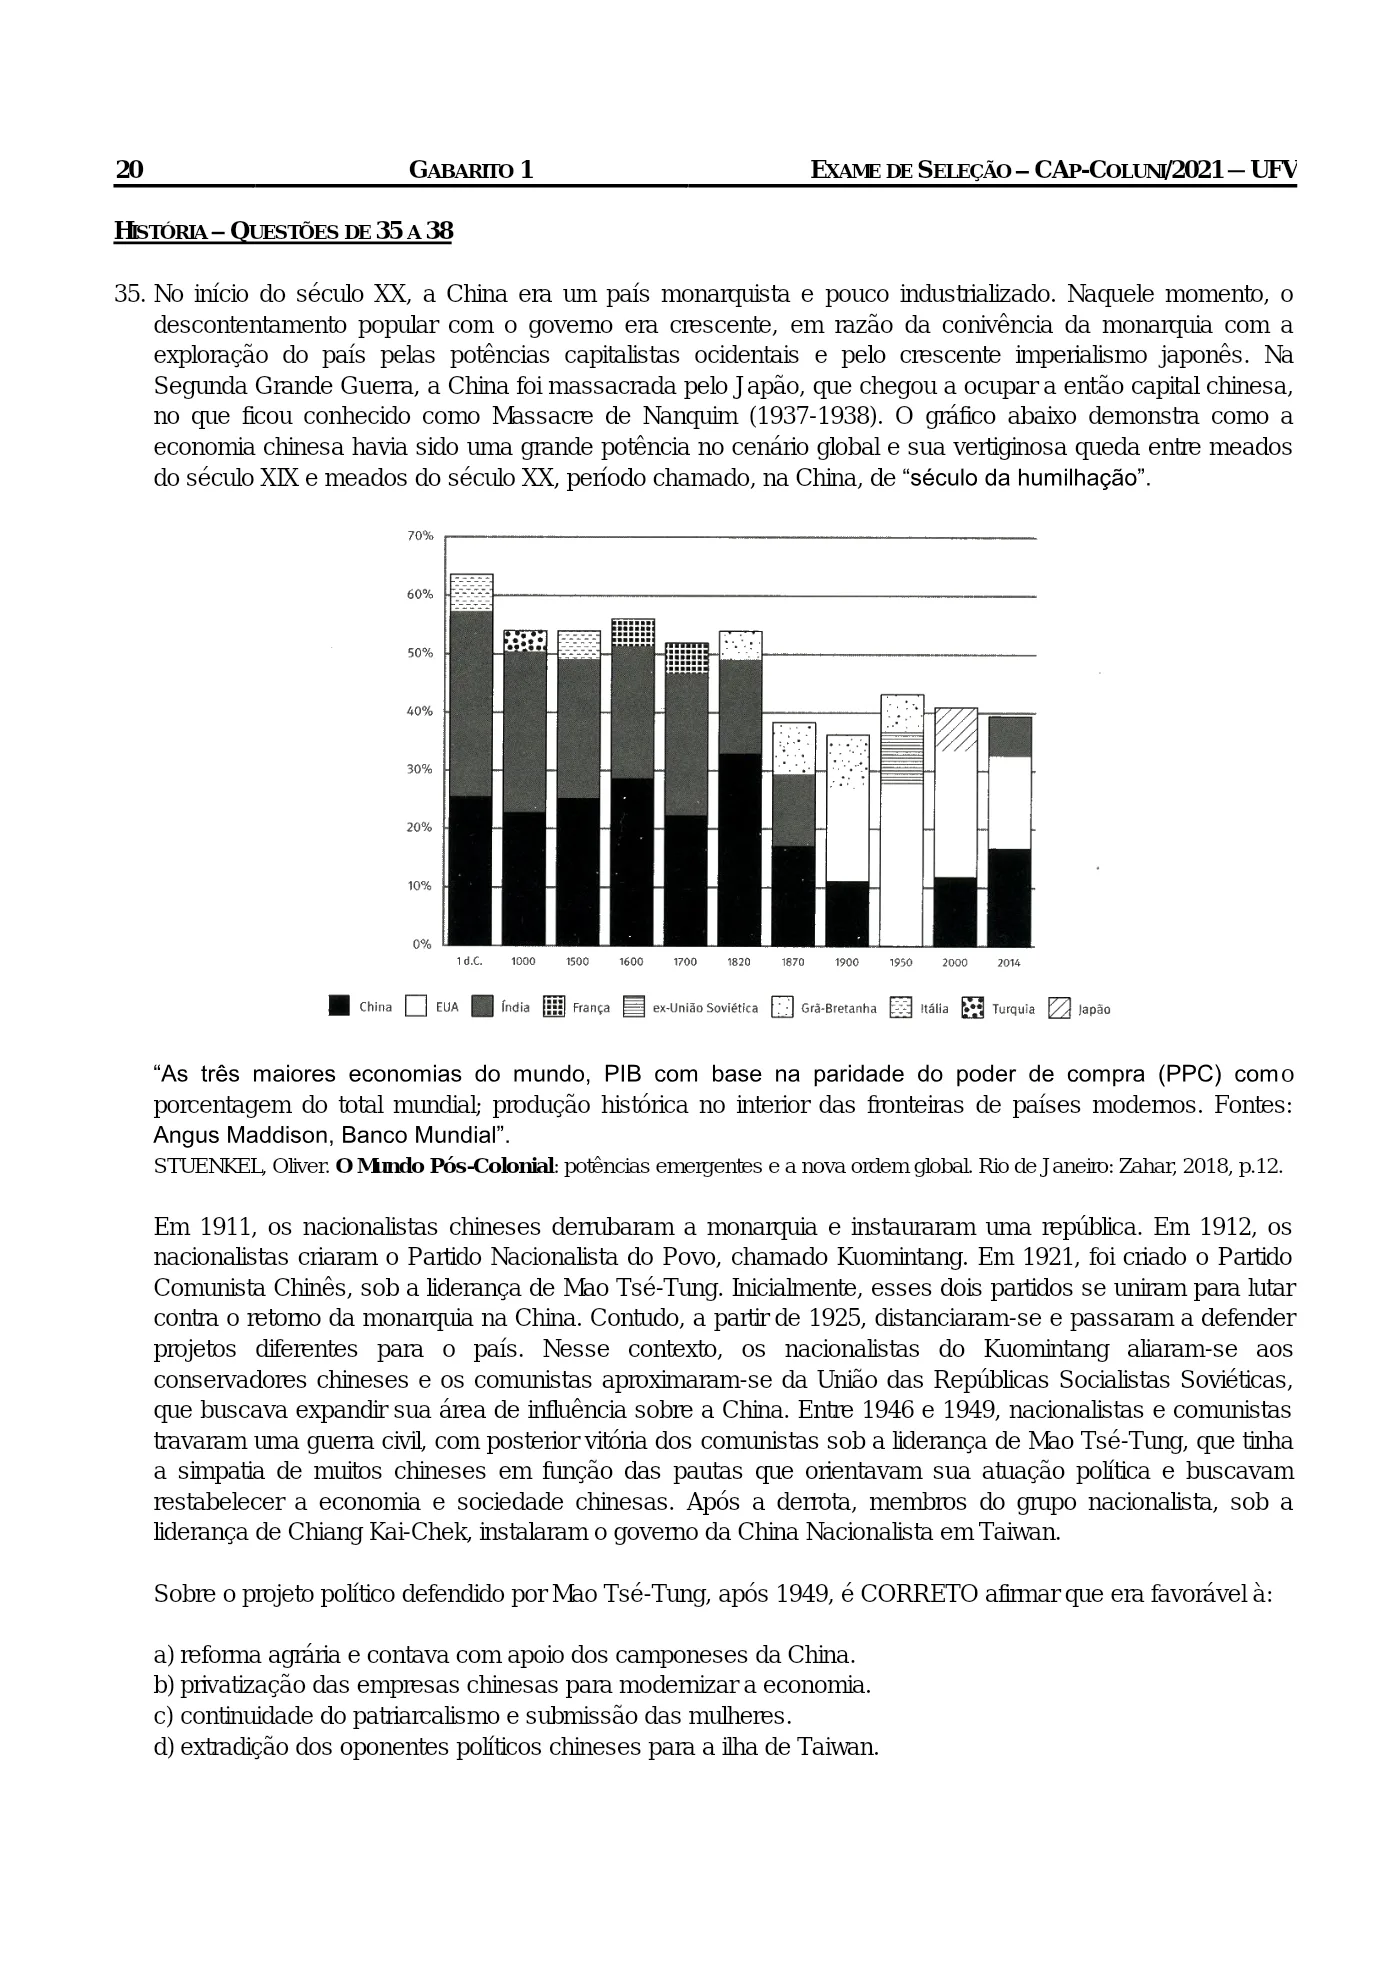 20 GABARITO 1 EXAME DE SELEÇÃO – CAP-COLUNI/2021 — UFV
HISTÓRIA – QUESTÕES DE 35 A 38
35. No início do século XX, a China era um país monarquista e pouco industrializado. Naquele momento, o
descontentamento popular com o governo era crescente, em razão da conivência da monarquia com a
exploração do país pelas potências capitalistas ocidentais e pelo crescente imperialismo japonês. Na
Segunda Grande Guerra, a China foi massacrada pelo Japão, que chegou a ocupar a então capital chinesa,
no que ficou conhecido como Massacre de Nanquim (1937-1938). O gráfico abaixo demonstra como a
economia chinesa havia sido uma grande potência no cenário global e sua vertiginosa queda entre meados
do século XIX e meados do século XX, período chamado, na China, de “século da humilhação”.
70%
60%
50%
40%
30%
20%
10%
0%
1 d.C. 1000 1500 1600 1700 1820 1870 1900 1950 2000 2014
China EUA Índia França ex-União Soviética Grã-Bretanha Itália Turquia Japão
“As três maiores economias do mundo, PIB com base na paridade do poder de compra (PPC) como
porcentagem do total mundial; produção histórica no interior das fronteiras de países modernos. Fontes:
Angus Maddison, Banco Mundial”.
STUENKEL, Oliver. O Mundo Pós-Colonial: potências emergentes e a nova ordem global. Rio de Janeiro: Zahar, 2018, p.12.
Em 1911, os nacionalistas chineses derrubaram a monarquia e instauraram uma república. Em 1912, os
nacionalistas criaram o Partido Nacionalista do Povo, chamado Kuomintang. Em 1921, foi criado o Partido
Comunista Chinês, sob a liderança de Mao Tsé-Tung. Inicialmente, esses dois partidos se uniram para lutar
contra o retorno da monarquia na China. Contudo, a partir de 1925, distanciaram-se e passaram a defender
projetos diferentes para o país. Nesse contexto, os nacionalistas do Kuomintang aliaram-se aos
conservadores chineses e os comunistas aproximaram-se da União das Repúblicas Socialistas Soviéticas,
que buscava expandir sua área de influência sobre a China. Entre 1946 e 1949, nacionalistas e comunistas
travaram uma guerra civil, com posterior vitória dos comunistas sob a liderança de Mao Tsé-Tung, que tinha
a simpatia de muitos chineses em função das pautas que orientavam sua atuação política e buscavam
restabelecer a economia e sociedade chinesas. Após a derrota, membros do grupo nacionalista, sob a
liderança de Chiang Kai-Chek, instalaram o governo da China Nacionalista em Taiwan.
Sobre o projeto político defendido por Mao Tsé-Tung, após 1949, é CORRETO afirmar que era favorável à:
a) reforma agrária e contava com apoio dos camponeses da China.
b) privatização das empresas chinesas para modernizar a economia.
c) continuidade do patriarcalismo e submissão das mulheres.
d) extradição dos oponentes políticos chineses para a ilha de Taiwan.